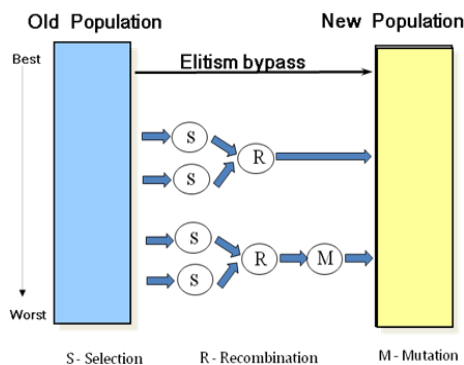 Old Population
New Population
Best
Elitism bypass
S
R
S
S
R
M
S
Worst
S - Selection
R - Recombination
M - Mutation